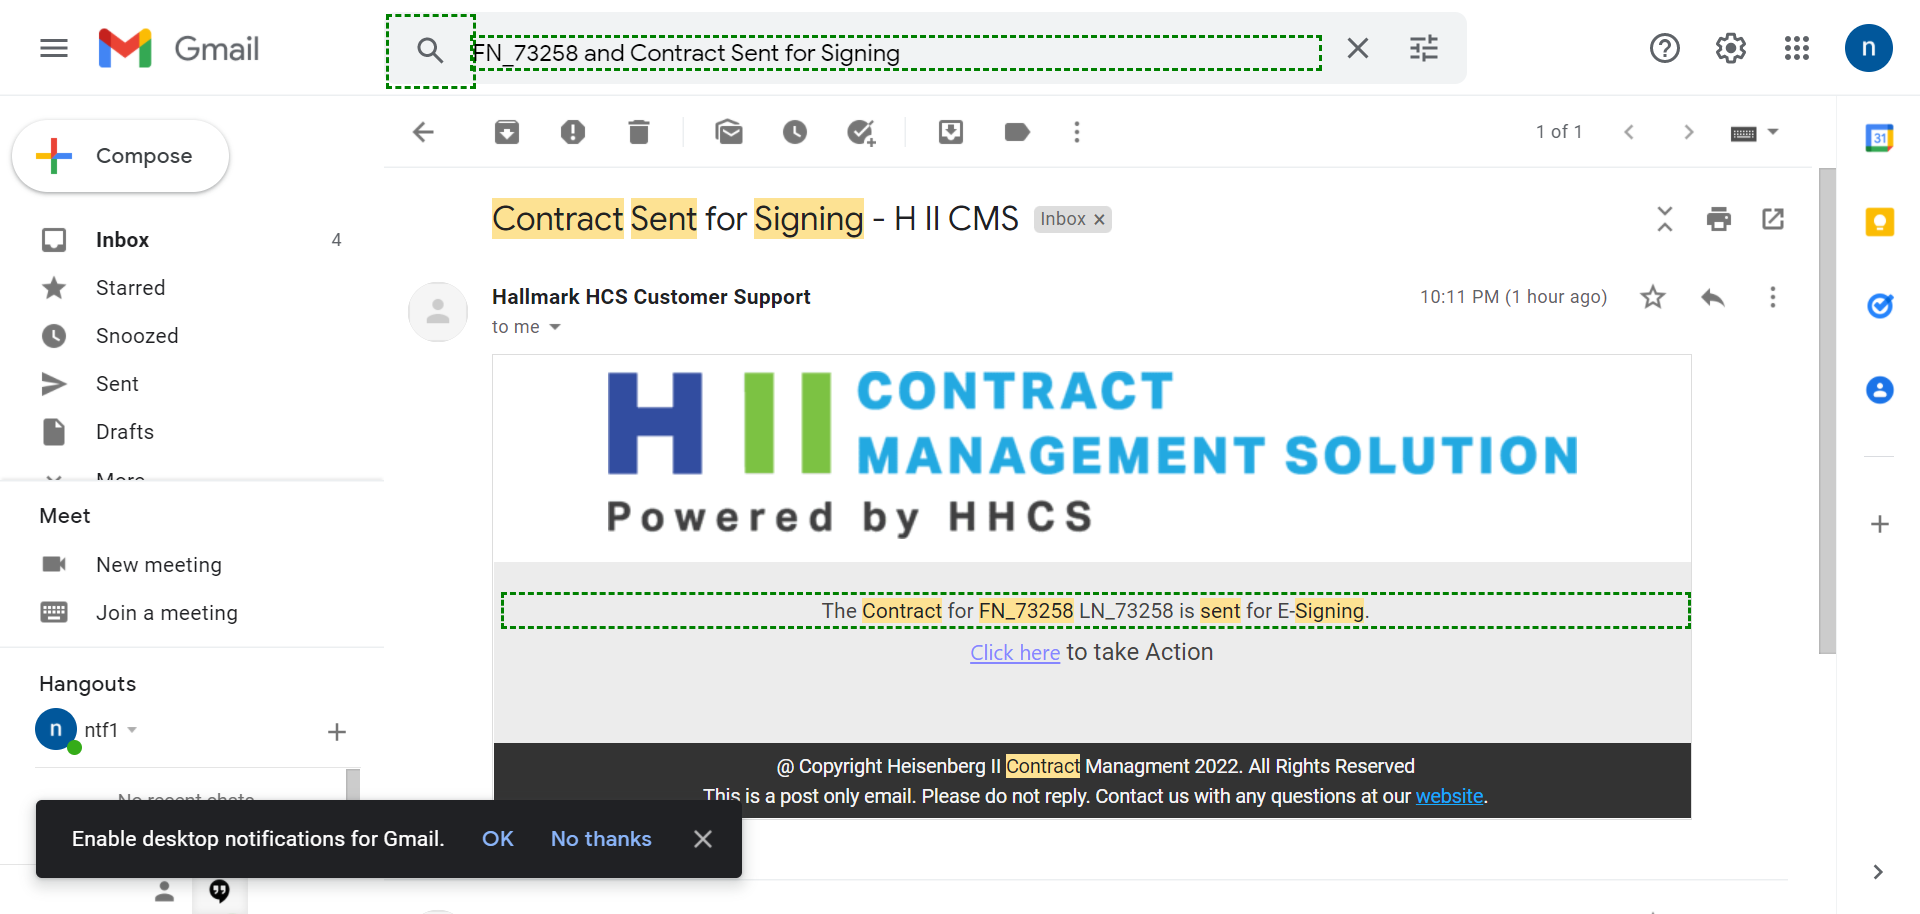 Gmail
FN_73258 and Contract Sent for Signing
n
Compose
1 of 1
31
Contract Sent for Signing - H II CMS
Inbox ×
Inbox 4
Starred
Snoozed
Sent
Drafts
More
Hallmark HCS Customer Support
10:11 PM (1 hour ago)
to me
H II CONTRACT
MANAGEMENT SOLUTION
Powered by HHCS
The Contract for FN_73258 LN_73258 is sent for E-Signing.
Click here to take Action
@ Copyright Heisenberg II Contract Managment 2022. All Rights Reserved
This is a post only email. Please do not reply. Contact us with any questions at our website.
Meet
New meeting
Join a meeting
Hangouts
n ntf1
No recent chats
Enable desktop notifications for Gmail. OK No thanks